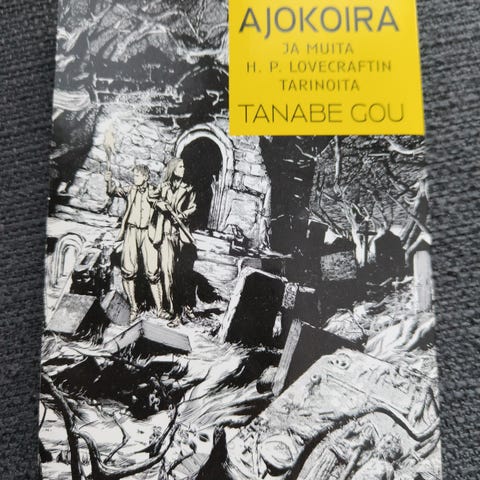 AJOKOIRA
JA MUITA
H. P. LOVECRAFTIN
TARINOITA
TANABE GOU